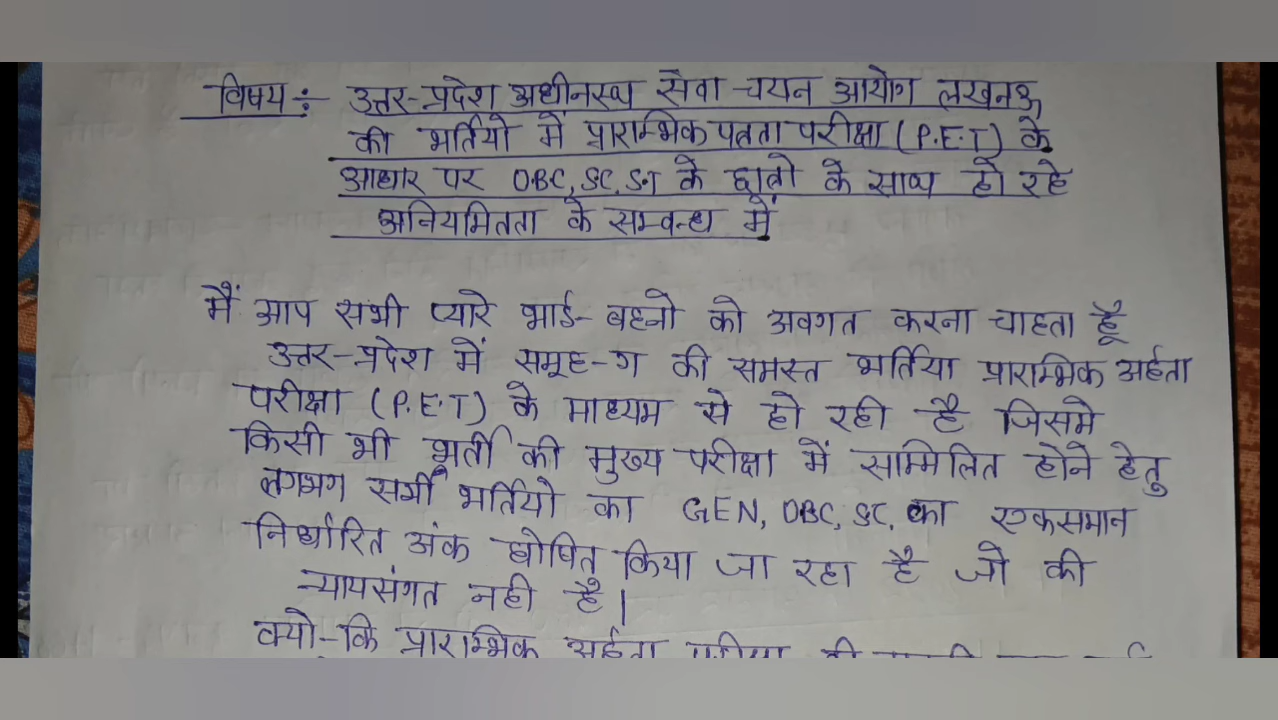 विषय :- उत्तर-प्रदेश अधीनस्थ सेवा चयन आयोग लखनऊ
की भर्तियो में प्रारम्भिक पात्रता परीक्षा (P.E.T) के
आधार पर OBC, SC, S.T के छात्रो के साथ हो रहे
अनियमितता के सम्बन्ध में
मैं आप सभी प्यारे भाई-बहनो को अवगत करना चाहता हूँ
उत्तर-प्रदेश में समूह-ग की समस्त भर्तिया प्रारम्भिक अर्हता
परीक्षा (P.E.T) के माध्यम से हो रही है जिसमे
किसी भी भर्ती की मुख्य परीक्षा में सम्मिलित होने हेतु
लगभग सभी भर्तियो का GEN, OBC, SC, का एकसमान
निर्धारित अंक घोषित किया जा रहा है जो की
न्यायसंगत नही है।
क्यो-कि प्रारम्भिक अर्हता